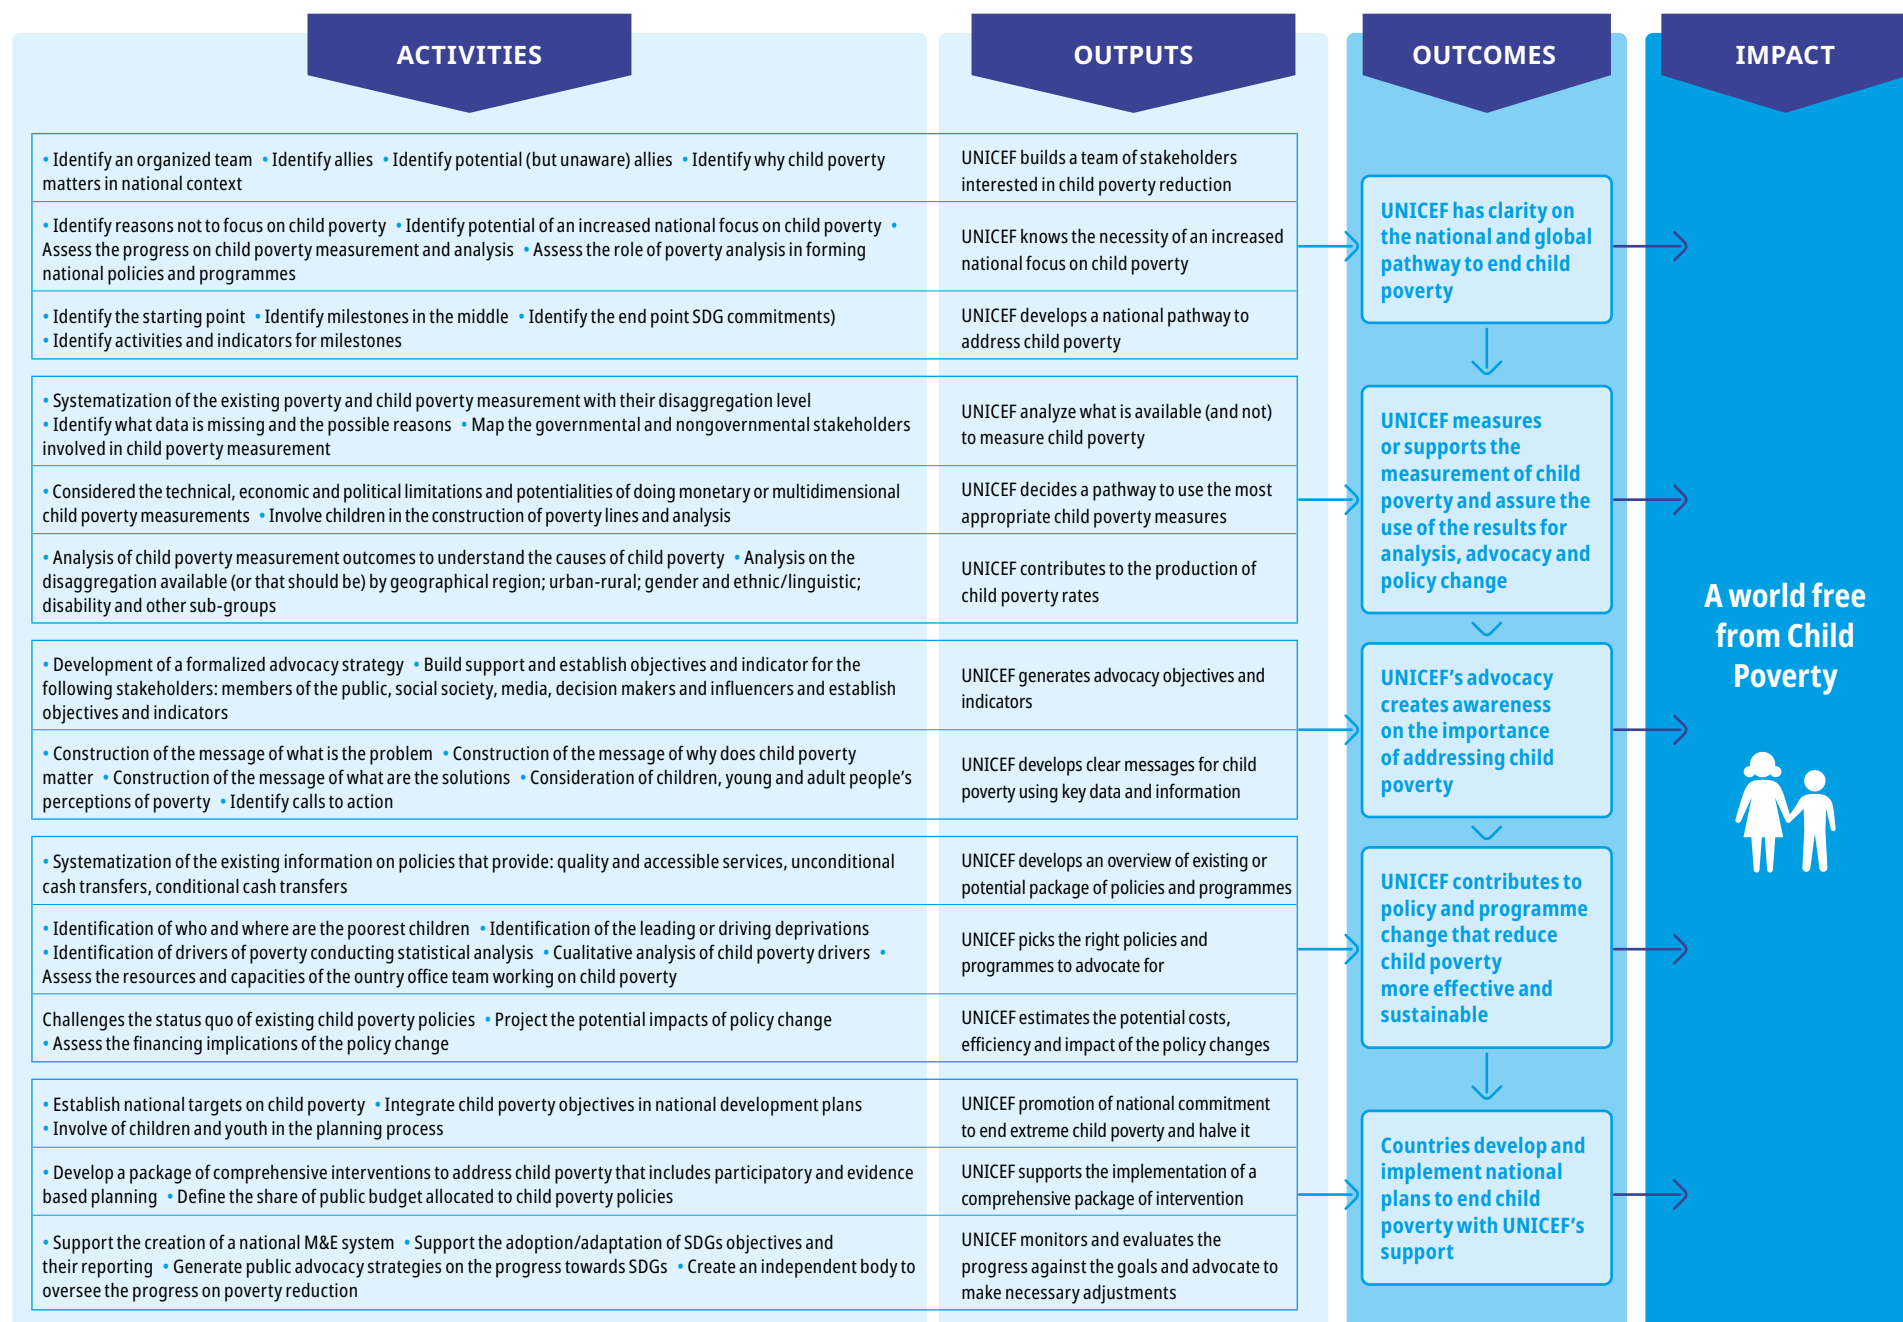 ACTIVITIES
OUTPUTS
OUTCOMES
IMPACT
• Identify an organized team • Identify allies • Identify potential (but unaware) allies • Identify why child poverty
matters in national context
UNICEF builds a team of stakeholders
interested in child poverty reduction
• Identify reasons not to focus on child poverty • Identify potential of an increased national focus on child poverty •
Assess the progress on child poverty measurement and analysis • Assess the role of poverty analysis in forming
national policies and programmes
UNICEF knows the necessity of an increased
national focus on child poverty
• Identify the starting point • Identify milestones in the middle • Identify the end point SDG commitments)
• Identify activities and indicators for milestones
UNICEF develops a national pathway to
address child poverty
UNICEF has clarity on
the national and global
pathway to end child
poverty
• Systematization of the existing poverty and child poverty measurement with their disaggregation level
• Identify what data is missing and the possible reasons • Map the governmental and nongovernmental stakeholders
involved in child poverty measurement
UNICEF analyze what is available (and not)
to measure child poverty
• Considered the technical, economic and political limitations and potentialities of doing monetary or multidimensional
child poverty measurements • Involve children in the construction of poverty lines and analysis
UNICEF decides a pathway to use the most
appropriate child poverty measures
• Analysis of child poverty measurement outcomes to understand the causes of child poverty • Analysis on the
disaggregation available (or that should be) by geographical region; urban-rural; gender and ethnic/linguistic;
disability and other sub-groups
UNICEF contributes to the production of
child poverty rates
UNICEF measures
or supports the
measurement of child
poverty and assure the
use of the results for
analysis, advocacy and
policy change
• Development of a formalized advocacy strategy • Build support and establish objectives and indicator for the
following stakeholders: members of the public, social society, media, decision makers and influencers and establish
objectives and indicators
UNICEF generates advocacy objectives and
indicators
• Construction of the message of what is the problem • Construction of the message of why does child poverty
matter • Construction of the message of what are the solutions • Consideration of children, young and adult people's
perceptions of poverty • Identify calls to action
UNICEF develops clear messages for child
poverty using key data and information
UNICEF's advocacy
creates awareness
on the importance
of addressing child
poverty
• Systematization of the existing information on policies that provide: quality and accessible services, unconditional
cash transfers, conditional cash transfers
UNICEF develops an overview of existing or
potential package of policies and programmes
• Identification of who and where are the poorest children • Identification of the leading or driving deprivations
• Identification of drivers of poverty conducting statistical analysis • Cualitative analysis of child poverty drivers •
Assess the resources and capacities of the ountry office team working on child poverty
UNICEF picks the right policies and
programmes to advocate for
Challenges the status quo of existing child poverty policies • Project the potential impacts of policy change
• Assess the financing implications of the policy change
UNICEF estimates the potential costs,
efficiency and impact of the policy changes
UNICEF contributes to
policy and programme
change that reduce
child poverty
more effective and
sustainable
• Establish national targets on child poverty • Integrate child poverty objectives in national development plans
• Involve of children and youth in the planning process
UNICEF promotion of national commitment
to end extreme child poverty and halve it
• Develop a package of comprehensive interventions to address child poverty that includes participatory and evidence
based planning • Define the share of public budget allocated to child poverty policies
UNICEF supports the implementation of a
comprehensive package of intervention
• Support the creation of a national M&E system • Support the adoption/adaptation of SDGs objectives and
their reporting • Generate public advocacy strategies on the progress towards SDGs • Create an independent body to
oversee the progress on poverty reduction
UNICEF monitors and evaluates the
progress against the goals and advocate to
make necessary adjustments
Countries develop and
implement national
plans to end child
poverty with UNICEF's
support
A world free
from Child
Poverty